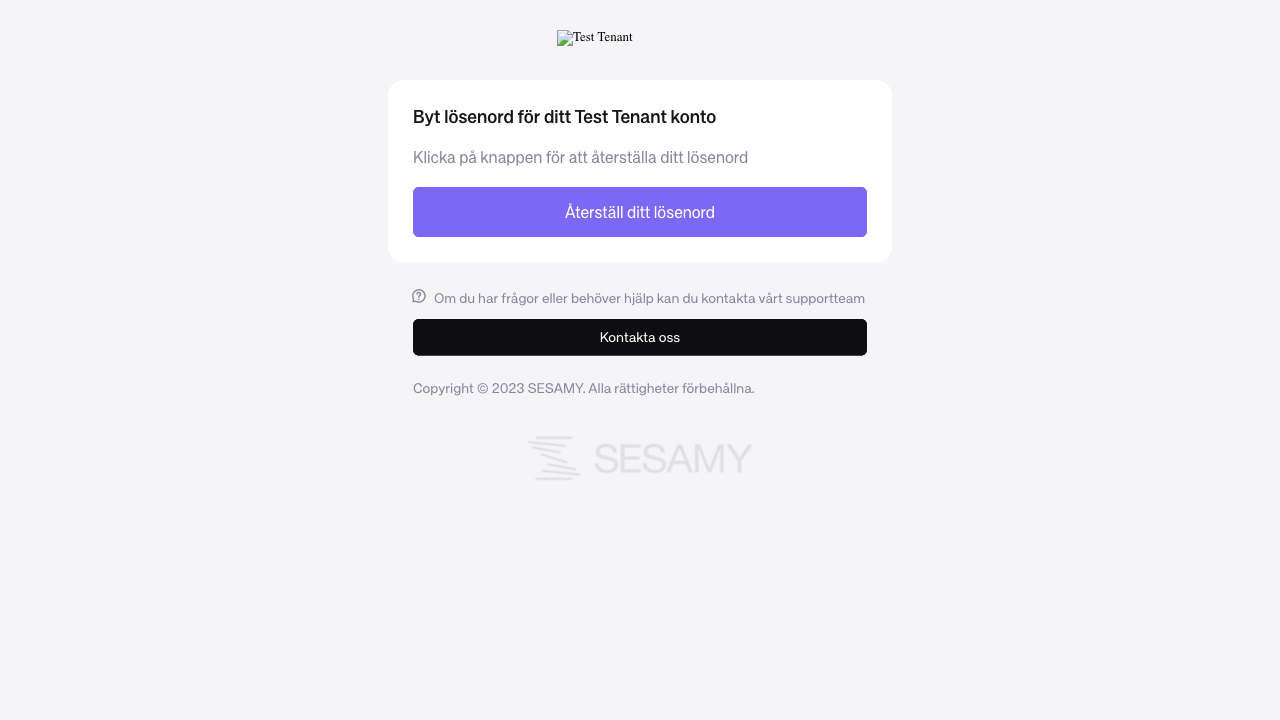 Test Tenant
Byt lösenord för ditt Test Tenant konto
Klicka på knappen för att återställa ditt lösenord
Återställ ditt lösenord
Om du har frågor eller behöver hjälp kan du kontakta vårt supportteam
Kontakta oss
Copyright © 2023 SESAMY. Alla rättigheter förbehållna.
SESAMY